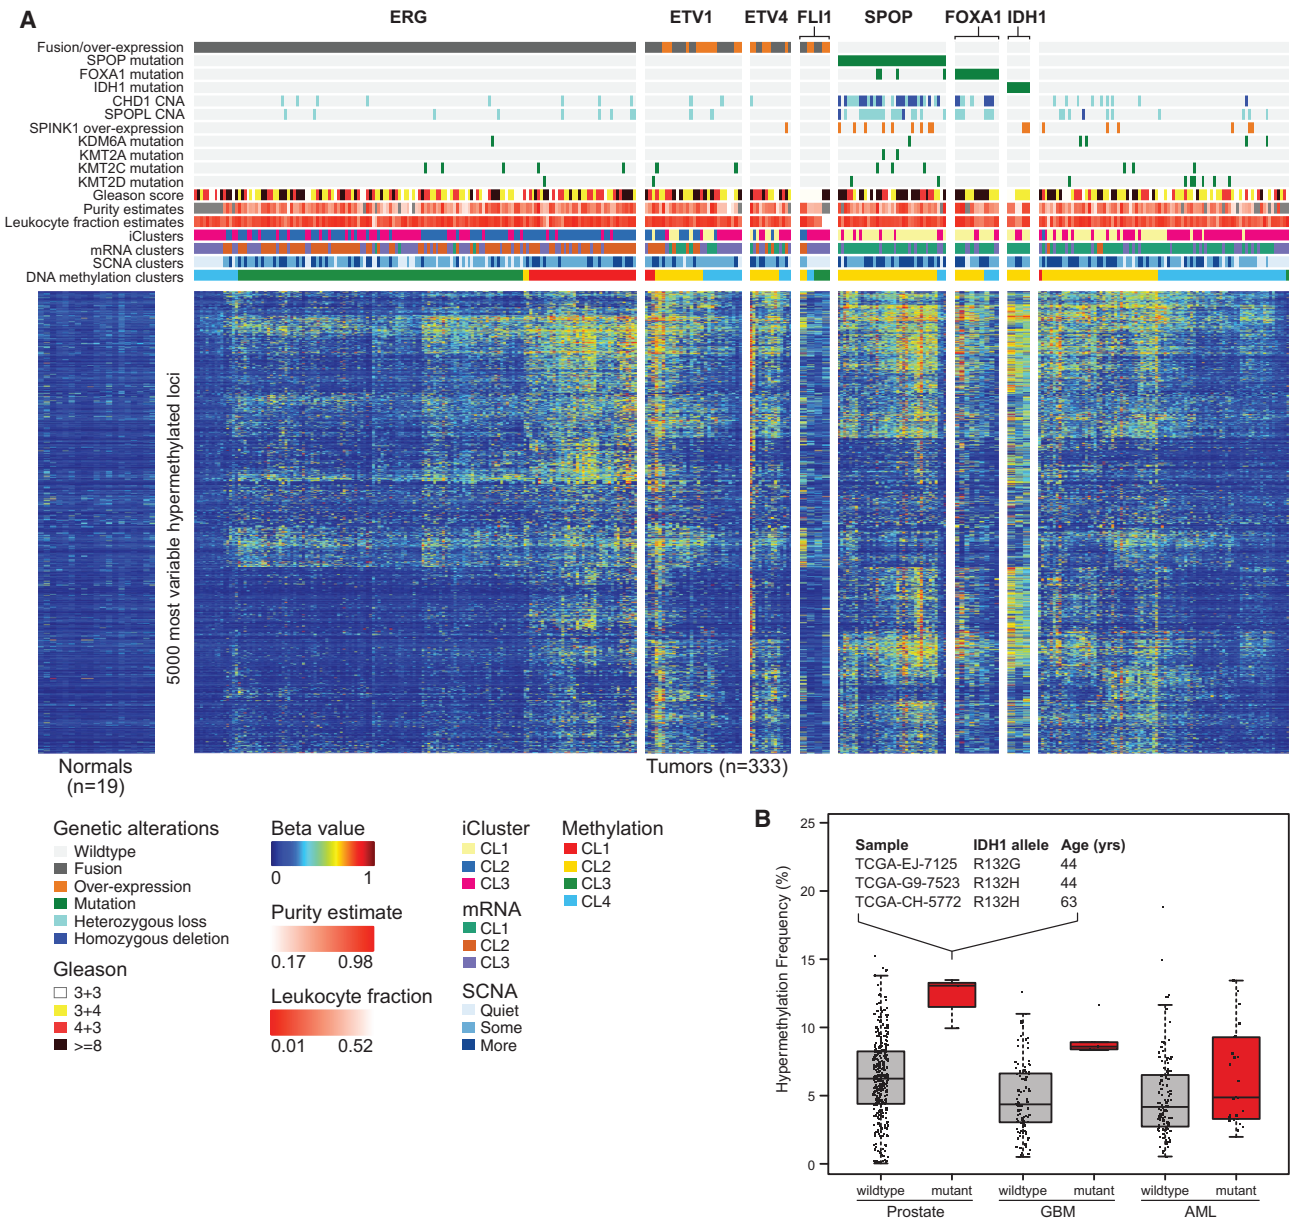 A
ERG ETV1 ETV4 FLI1 SPOP FOXA1 IDH1
Fusion/over-expression
SPOP mutation
FOXA1 mutation
IDH1 mutation
CHD1 CNA
SPOPL CNA
SPINK1 over-expression
KDM6A mutation
KMT2A mutation
KMT2C mutation
KMT2D mutation
Gleason score
Purity estimates
Leukocyte fraction estimates
iClusters
mRNA clusters
SCNA clusters
DNA methylation clusters
5000 most variable hypermethylated loci
Normals
(n=19)
Tumors (n=333)
Genetic alterations
Wildtype
Fusion
Over-expression
Mutation
Heterozygous loss
Homozygous deletion
Gleason
3+3
3+4
4+3
>=8
Beta value
0 1
Purity estimate
0.17 0.98
Leukocyte fraction
0.01 0.52
iCluster
CL1
CL2
CL3
mRNA
CL1
CL2
CL3
SCNA
Quiet
Some
More
Methylation
CL1
CL2
CL3
CL4
B
Hypermethylation Frequency (%)
25
20
15
10
5
0
Sample IDH1 allele Age (yrs)
TCGA-EJ-7125 R132G 44
TCGA-G9-7523 R132H 44
TCGA-CH-5772 R132H 63
wildtype mutant wildtype mutant wildtype mutant
Prostate GBM AML